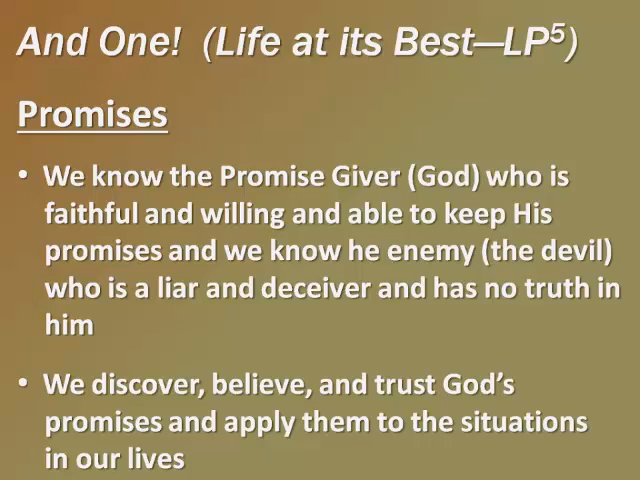 And One!  (Life at its Best—LP⁵)
Promises
• We know the Promise Giver (God) who is
faithful and willing and able to keep His
promises and we know he enemy (the devil)
who is a liar and deceiver and has no truth in
him
• We discover, believe, and trust God's
promises and apply them to the situations
in our lives